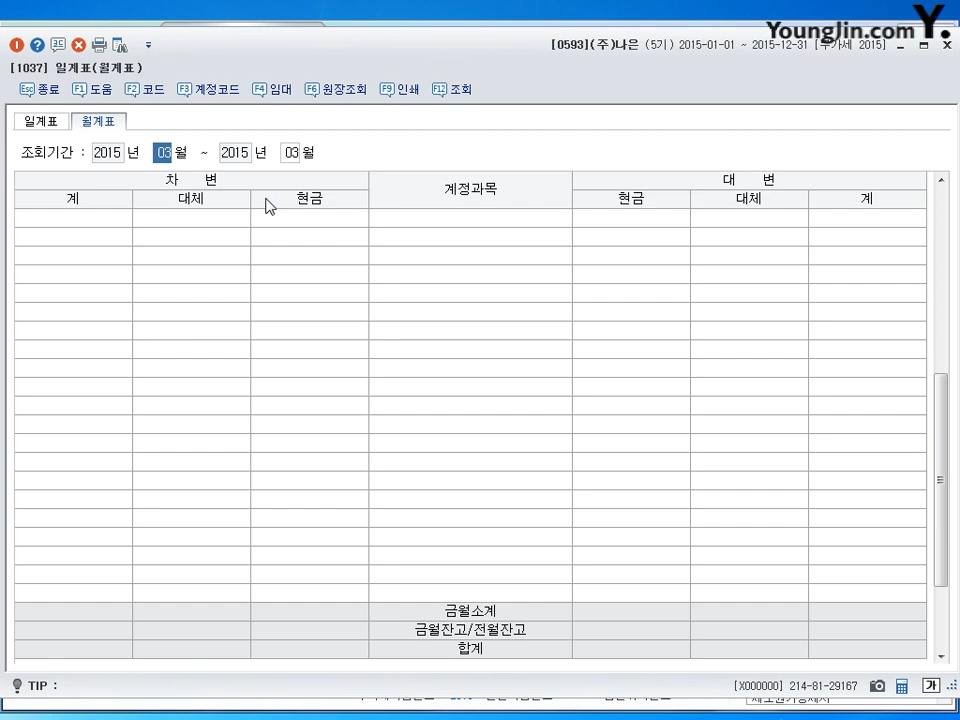 YoungJin.com Y.
[0593](주)나은 (5기) 2015-01-01 ~ 2015-12-31 [부가세 2015]
[1037] 일계표(월계표)
Esc 종료 F1 도움 F2 코드 F3 계정코드 F4 임대 F6 원장조회 F9 인쇄 F12 조회
일계표 월계표
조회기간 : 2015 년 03 월 ~ 2015 년 03 월
차 변 계정과목 대 변
계 대체 현금 현금 대체 계
금월소계
금월잔고/전월잔고
합계
TIP : [X000000] 214-81-29167 가